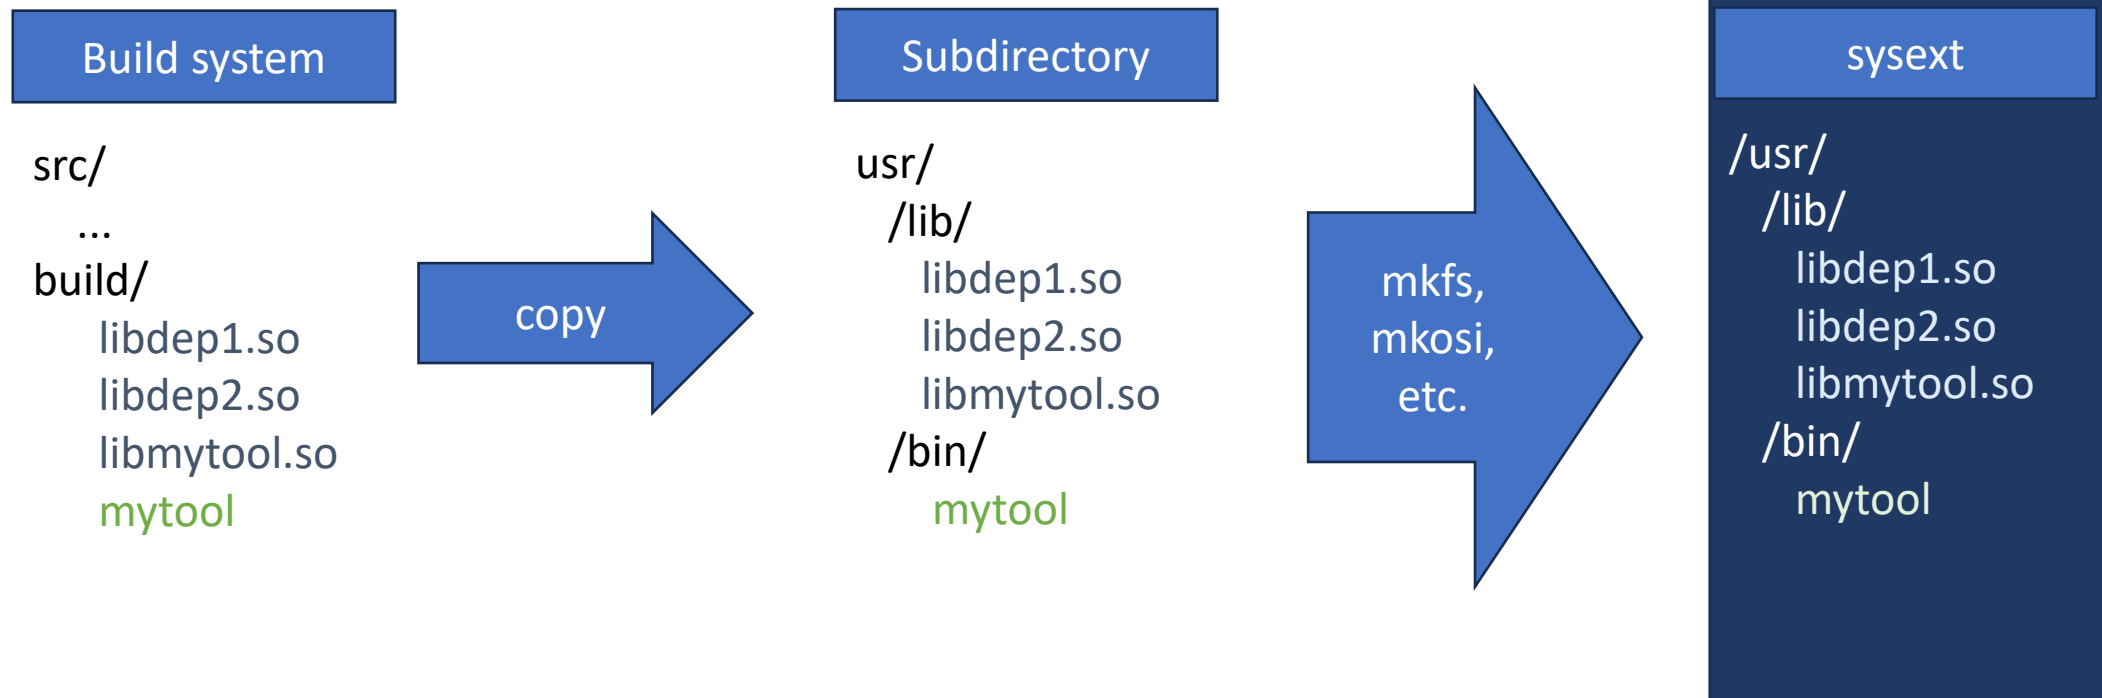 Build system
src/
...
build/
libdep1.so
libdep2.so
libmytool.so
mytool
copy
Subdirectory
usr/
/lib/
libdep1.so
libdep2.so
libmytool.so
/bin/
mytool
mkfs,
mkosi,
etc.
sysext
/usr/
/lib/
libdep1.so
libdep2.so
libmytool.so
/bin/
mytool